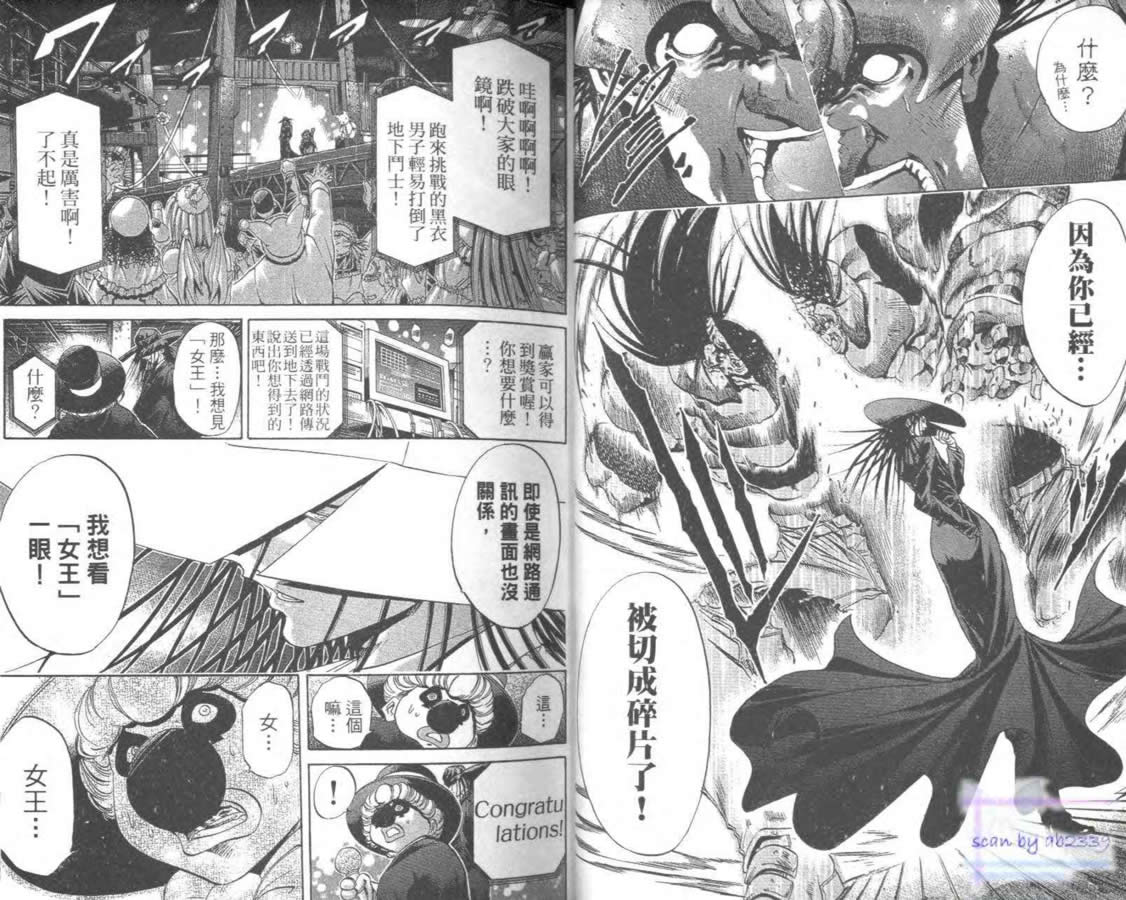 什麼?
為什麼…
因為你已經…
被切成碎片了!
哇啊啊啊啊!
跌破大家的眼
鏡啊!
跑來挑戰的黑衣
男子輕易打倒了
地下鬥士!
真是厲害啊!
了不起!
贏家可以得
到獎賞喔!
你想要什麼
…?
這場戰鬥的狀況
已經透過網路傳
送到地下去了!
說出你想得到的
東西吧!
那麼…我想見
「女王」!
什麼?
即使是網路通
訊的畫面也沒
關係,
我想看
「女王」
一眼!
這…
這個
嘛…
Congratu
lations!
!
女…
女王…
scan by ab2339